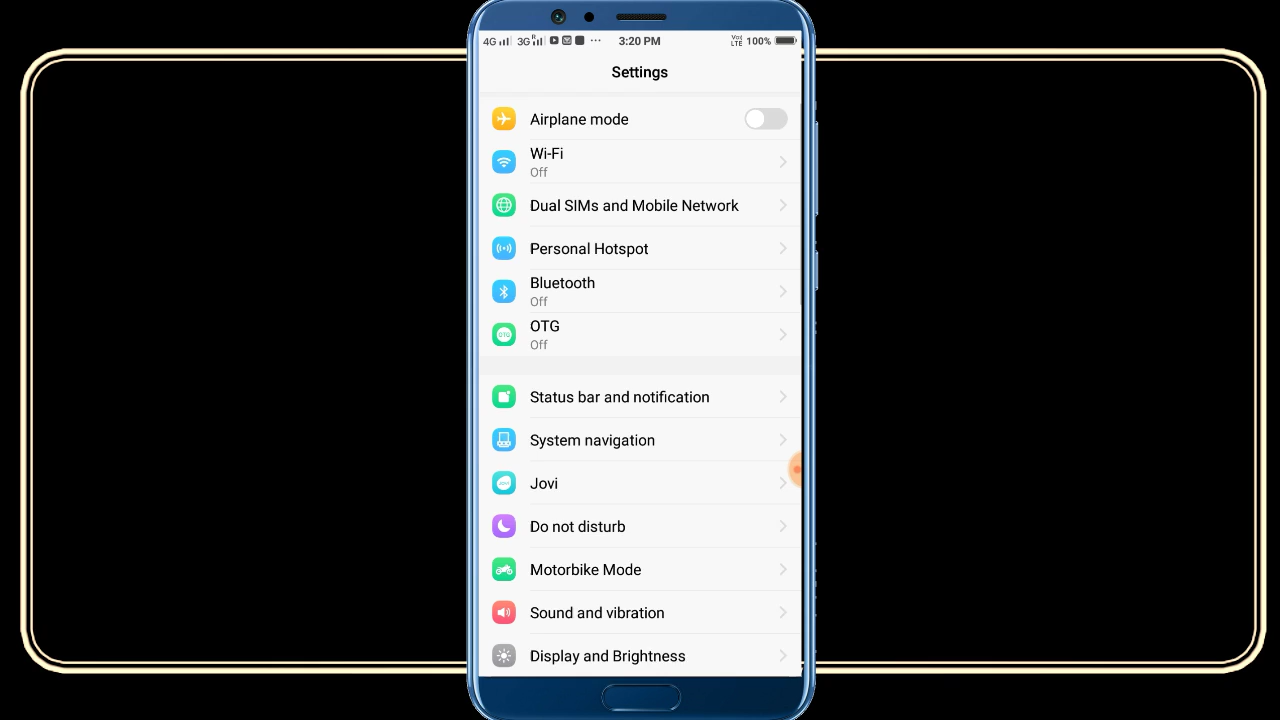 4G 3G R 3:20 PM VoLTE 100%
Settings
Airplane mode
Wi-Fi
Off
Dual SIMs and Mobile Network
Personal Hotspot
Bluetooth
Off
OTG
OTG
Off
Status bar and notification
System navigation
Jovi
Do not disturb
Motorbike Mode
Sound and vibration
Display and Brightness